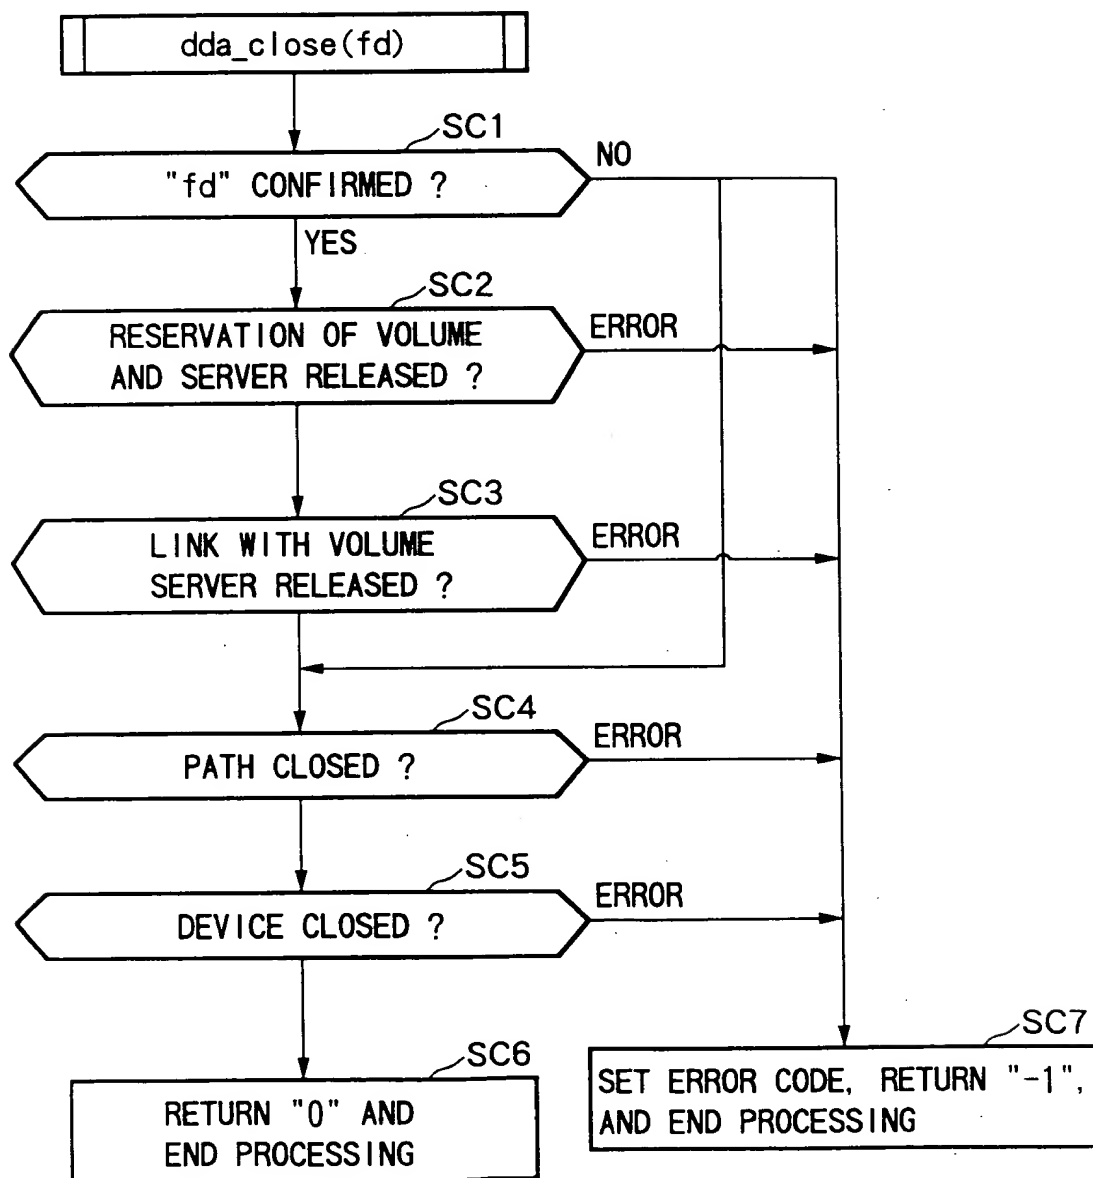 dda_close(fd)
SC1
"fd" CONFIRMED ?
NO
YES
SC2
RESERVATION OF VOLUME
AND SERVER RELEASED ?
ERROR
SC3
LINK WITH VOLUME
SERVER RELEASED ?
ERROR
SC4
PATH CLOSED ?
ERROR
SC5
DEVICE CLOSED ?
ERROR
SC6
RETURN "0" AND
END PROCESSING
SC7
SET ERROR CODE, RETURN "-1",
AND END PROCESSING